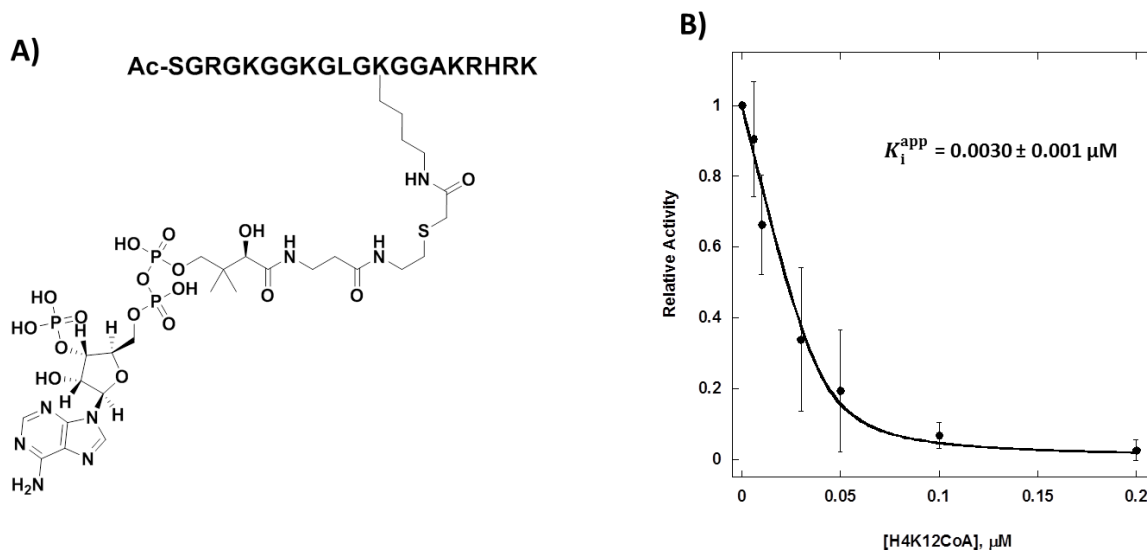 A)
Ac-SGRGKGGKGLGKGGAKRHRK
HN
O
S
OH
H
N
H
N
O
O
HO
O
P
O
HO
O
P
OH
O
O
HO
HO
P
O
O
H
H
O
HO
H
H
N
N
N
N
N
H2N
B)
1
0.8
0.6
0.4
0.2
0
Relative Activity
K_i^app = 0.0030 ± 0.001 µM
0
0.05
0.1
0.15
0.2
[H4K12CoA], µM